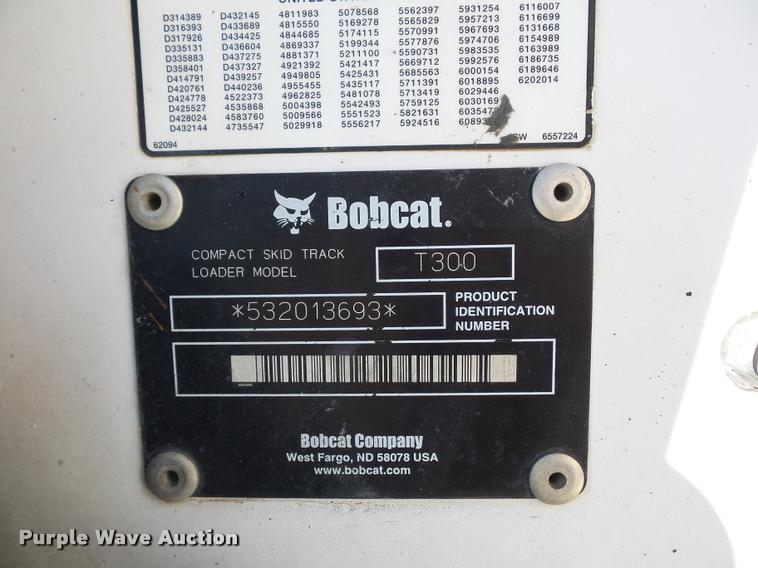 D314389 D432145 4811983 5078568 5562397 5931254 6116007
D316393 D433689 4815550 5169278 5565829 5957213 6116699
D317926 D434425 4844685 5174115 5570991 5967693 6131668
D335131 D436604 4869337 5199344 5577876 5974706 6154989
D335883 D437275 4881371 5211100 5590731 5983535 6163989
D358401 D437327 4921392 5421417 5669712 5992576 6186735
D414791 D439257 4949805 5425431 5685563 6000154 6189646
D420761 D440236 4955455 5435117 5711391 6018895 6202014
D424778 4522373 4962825 5481078 5713419 6029446
D425527 4535868 5004398 5542493 5759125 6030169
D428024 4583760 5009566 5551523 5821631
D432144 4735547 5029918 5556217 5924516
62094 6557224
Bobcat.
COMPACT SKID TRACK
LOADER MODEL T300
*532013693* PRODUCT
IDENTIFICATION
NUMBER
Bobcat Company
West Fargo, ND 58078 USA
www.bobcat.com
Purple Wave Auction